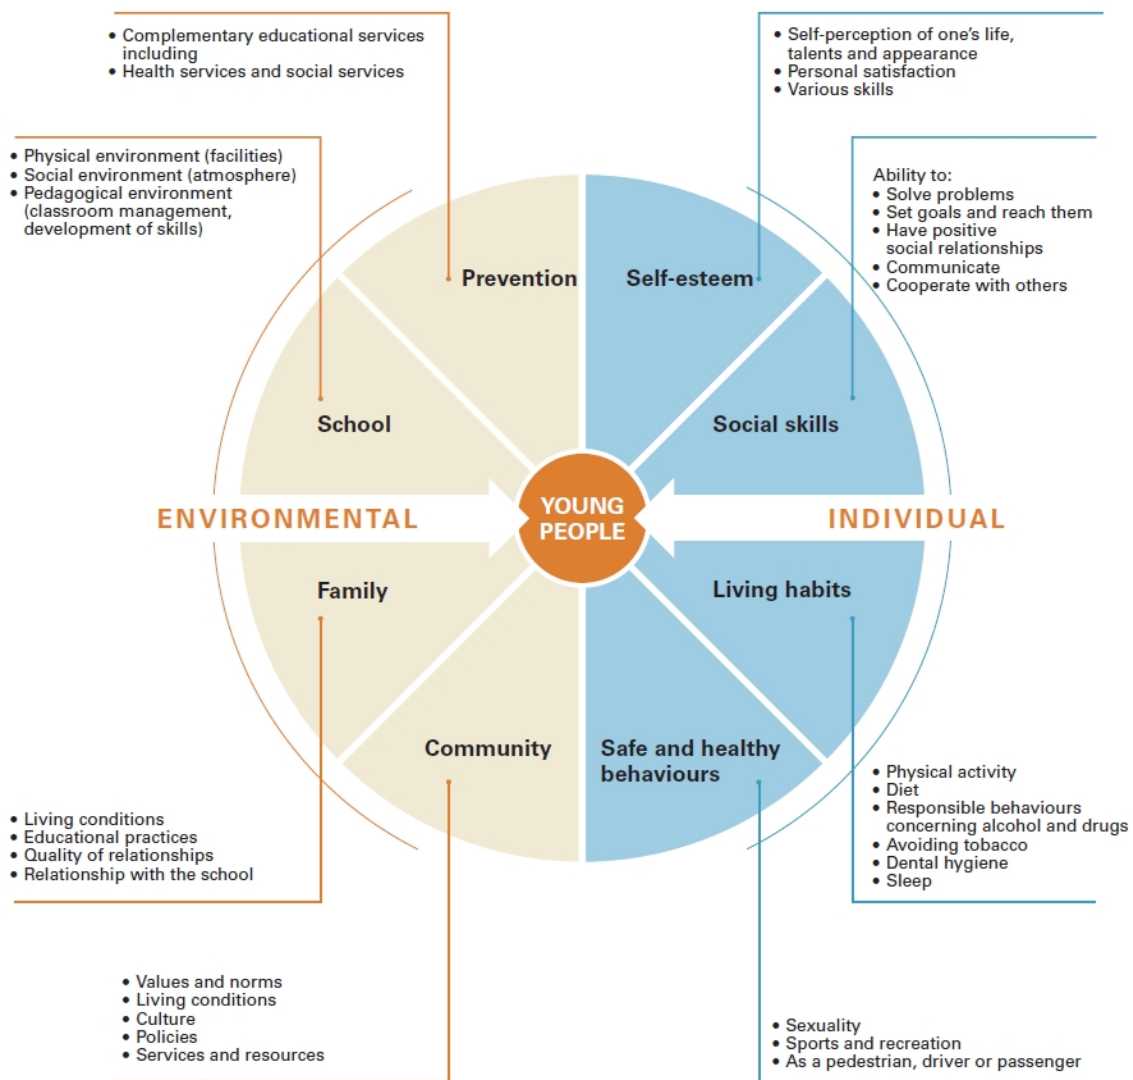 • Complementary educational services
including
• Health services and social services
• Self-perception of one's life,
talents and appearance
• Personal satisfaction
• Various skills
• Physical environment (facilities)
• Social environment (atmosphere)
• Pedagogical environment
(classroom management,
development of skills)
Ability to:
• Solve problems
• Set goals and reach them
• Have positive
social relationships
• Communicate
• Cooperate with others
Prevention
Self-esteem
School
Social skills
ENVIRONMENTAL
YOUNG
PEOPLE
INDIVIDUAL
Family
Living habits
Community
Safe and healthy
behaviours
• Living conditions
• Educational practices
• Quality of relationships
• Relationship with the school
• Physical activity
• Diet
• Responsible behaviours
concerning alcohol and drugs
• Avoiding tobacco
• Dental hygiene
• Sleep
• Values and norms
• Living conditions
• Culture
• Policies
• Services and resources
• Sexuality
• Sports and recreation
• As a pedestrian, driver or passenger